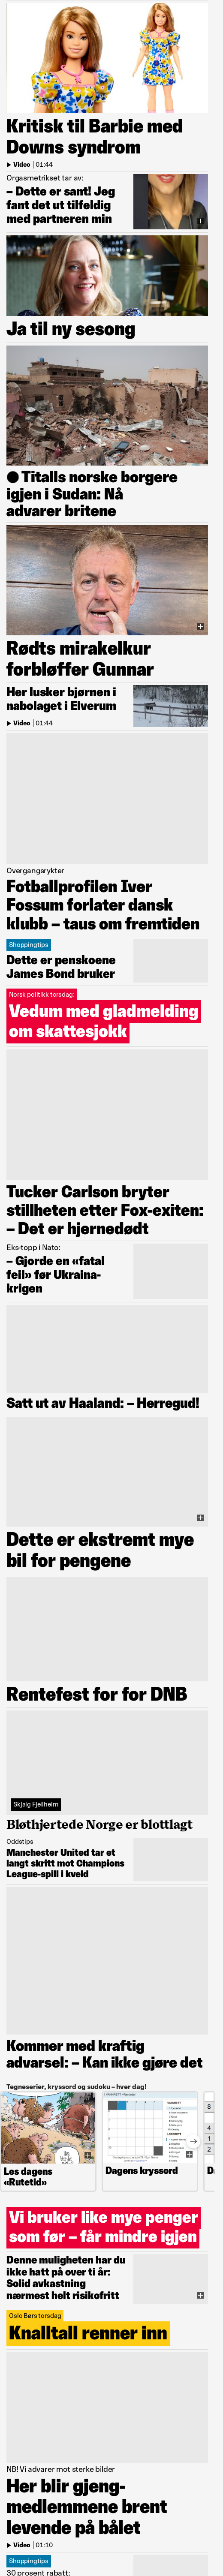 Kritisk til Barbie med
Downs syndrom
Video | 01:44
Orgasmetrikset tar av:
– Dette er sant! Jeg
fant det ut tilfeldig
med partneren min
Ja til ny sesong
Titalls norske borgere
igjen i Sudan: Nå
advarer britene
Rødts mirakelkur
forbløffer Gunnar
Her lusker bjørnen i
nabolaget i Elverum
Video | 01:44
Overgangsrykter
Fotballprofilen Iver
Fossum forlater dansk
klubb – taus om fremtiden
Shoppingtips
Dette er penskoene
James Bond bruker
Norsk politikk torsdag:
Vedum med gladmelding
om skattesjokk
Tucker Carlson bryter
stillheten etter Fox-exiten:
– Det er hjernedødt
Eks-topp i Nato:
– Gjorde en «fatal
feil» før Ukraina-
krigen
Satt ut av Haaland: – Herregud!
Dette er ekstremt mye
bil for pengene
Rentefest for for DNB
Skjalg Fjellheim
Bløthjertede Norge er blottlagt
Oddstips
Manchester United tar et
langt skritt mot Champions
League-spill i kveld
Kommer med kraftig
advarsel: – Kan ikke gjøre det
Tegneserier, kryssord og sudoku – hver dag!
Les dagens
«Rutetid»
Dagens kryssord
Vi bruker like mye penger
som før – får mindre igjen
Denne muligheten har du
ikke hatt på over ti år:
Solid avkastning
nærmest helt risikofritt
Oslo Børs torsdag
Knalltall renner inn
NB! Vi advarer mot sterke bilder
Her blir gjeng-
medlemmene brent
levende på bålet
Video | 01:10
Shoppingtips
30 prosent rabatt: